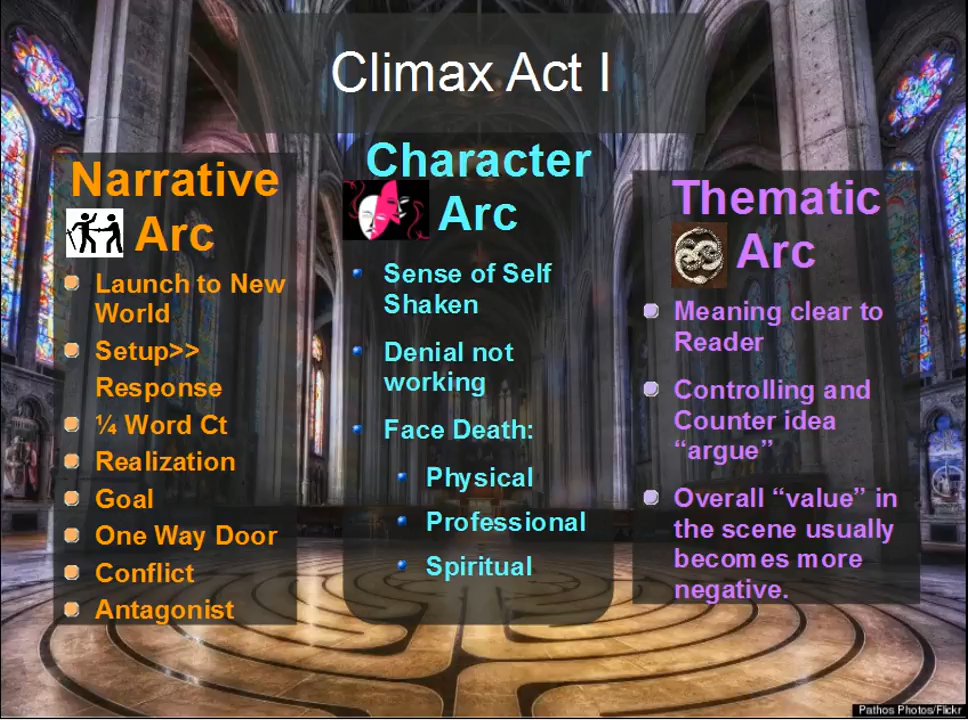 Climax Act I
Narrative
Arc
Launch to New
World
Setup>>
Response
¼ Word Ct
Realization
Goal
One Way Door
Conflict
Antagonist
Character
Arc
Sense of Self
Shaken
Denial not
working
Face Death:
Physical
Professional
Spiritual
Thematic
Arc
Meaning clear to
Reader
Controlling and
Counter idea
“argue”
Overall “value” in
the scene usually
becomes more
negative.
Pathos Photos/Flickr